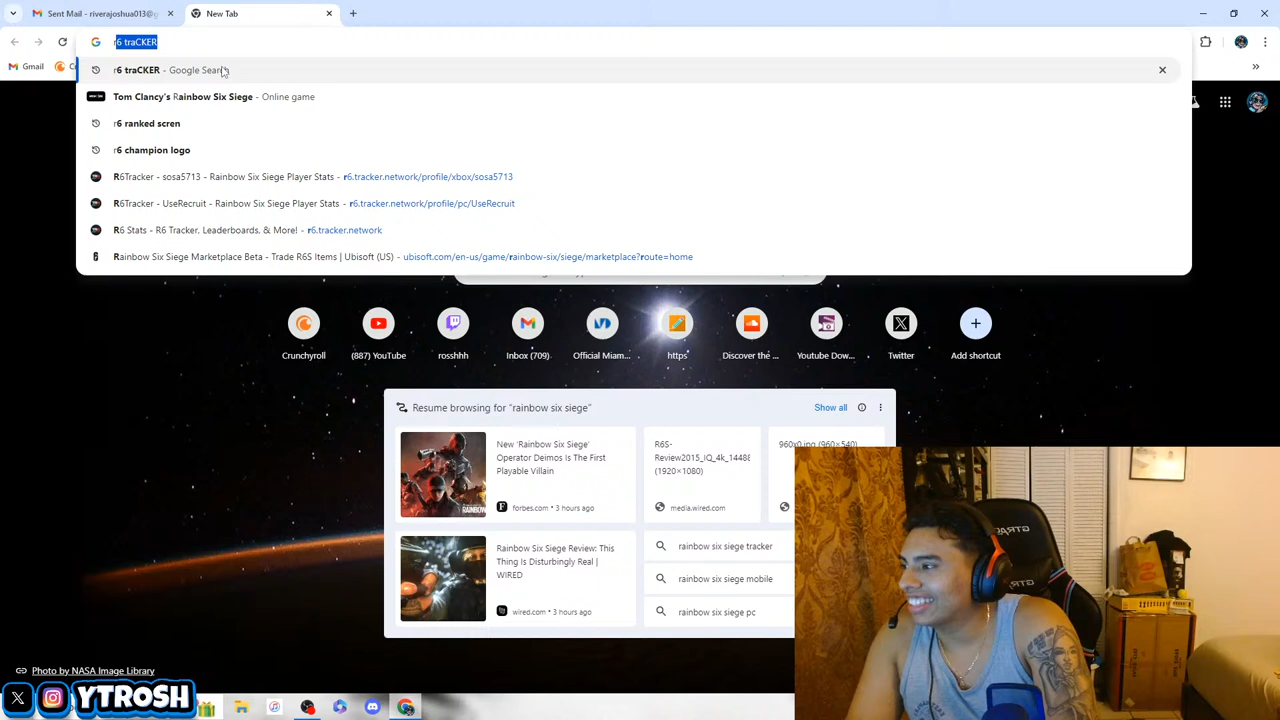 Sent Mail - riverajoshua013@g
New Tab
r6 traCKER
Gmail
r6 traCKER - Google Search
Tom Clancy's Rainbow Six Siege - Online game
r6 ranked scren
r6 champion logo
R6Tracker - sosa5713 - Rainbow Six Siege Player Stats - r6.tracker.network/profile/xbox/sosa5713
R6Tracker - UseRecruit - Rainbow Six Siege Player Stats - r6.tracker.network/profile/pc/UseRecruit
R6 Stats - R6 Tracker, Leaderboards, & More! - r6.tracker.network
Rainbow Six Siege Marketplace Beta - Trade R6S Items | Ubisoft (US) - ubisoft.com/en-us/game/rainbow-six/siege/marketplace?route=home
Crunchyroll
(887) YouTube
rosshhh
Inbox (709)
Official Miam...
https
Discover the ...
Youtube Dow...
Twitter
Add shortcut
Resume browsing for "rainbow six siege"
Show all
New 'Rainbow Six Siege'
Operator Deimos Is The First
Playable Villain
forbes.com • 3 hours ago
R6S-
Review2015_IQ_4k_14488
(1920×1080)
media.wired.com
960x0.jpg (960×540)
Rainbow Six Siege Review: This
Thing Is Disturbingly Real |
WIRED
wired.com • 3 hours ago
rainbow six siege tracker
rainbow six siege mobile
rainbow six siege pc
GTRACING
GTR
Photo by NASA Image Library
YTROSH